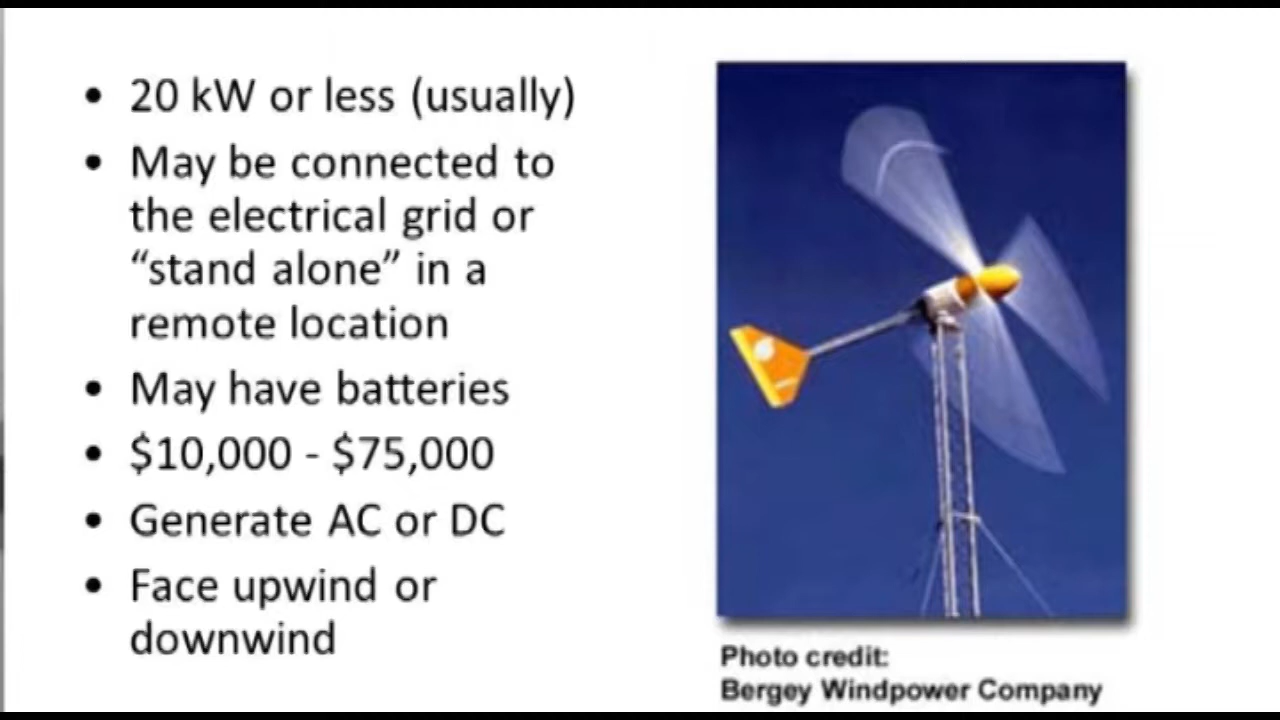 • 20 kW or less (usually)
• May be connected to
the electrical grid or
“stand alone” in a
remote location
• May have batteries
• $10,000 - $75,000
• Generate AC or DC
• Face upwind or
downwind
Photo credit:
Bergey Windpower Company